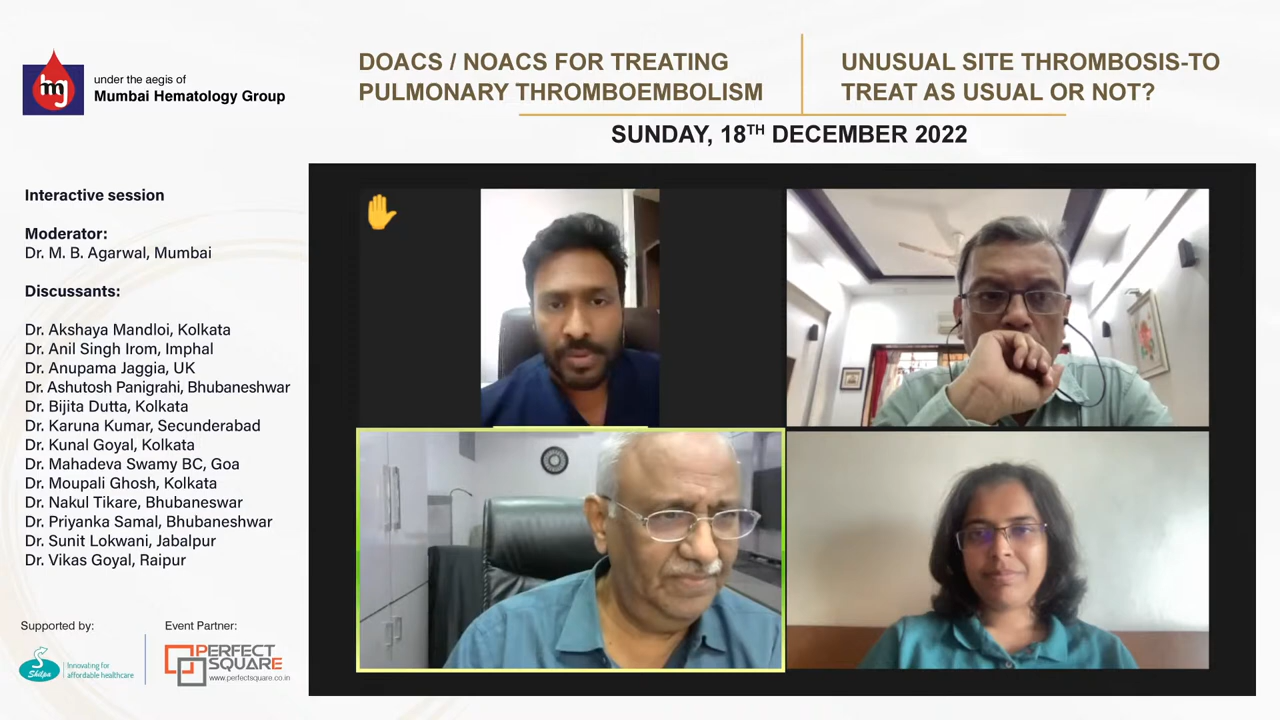 mg
under the aegis of
Mumbai Hematology Group
DOACS / NOACS FOR TREATING
PULMONARY THROMBOEMBOLISM
UNUSUAL SITE THROMBOSIS-TO
TREAT AS USUAL OR NOT?
SUNDAY, 18TH DECEMBER 2022
Interactive session
Moderator:
Dr. M. B. Agarwal, Mumbai
Discussants:
Dr. Akshaya Mandloi, Kolkata
Dr. Anil Singh Irom, Imphal
Dr. Anupama Jaggia, UK
Dr. Ashutosh Panigrahi, Bhubaneshwar
Dr. Bijita Dutta, Kolkata
Dr. Karuna Kumar, Secunderabad
Dr. Kunal Goyal, Kolkata
Dr. Mahadeva Swamy BC, Goa
Dr. Moupali Ghosh, Kolkata
Dr. Nakul Tikare, Bhubaneswar
Dr. Priyanka Samal, Bhubaneshwar
Dr. Sunit Lokwani, Jabalpur
Dr. Vikas Goyal, Raipur
Supported by:
Shilpa
Innovating for
affordable healthcare
Event Partner:
PERFECT
SQUARE
www.perfectsquare.co.in